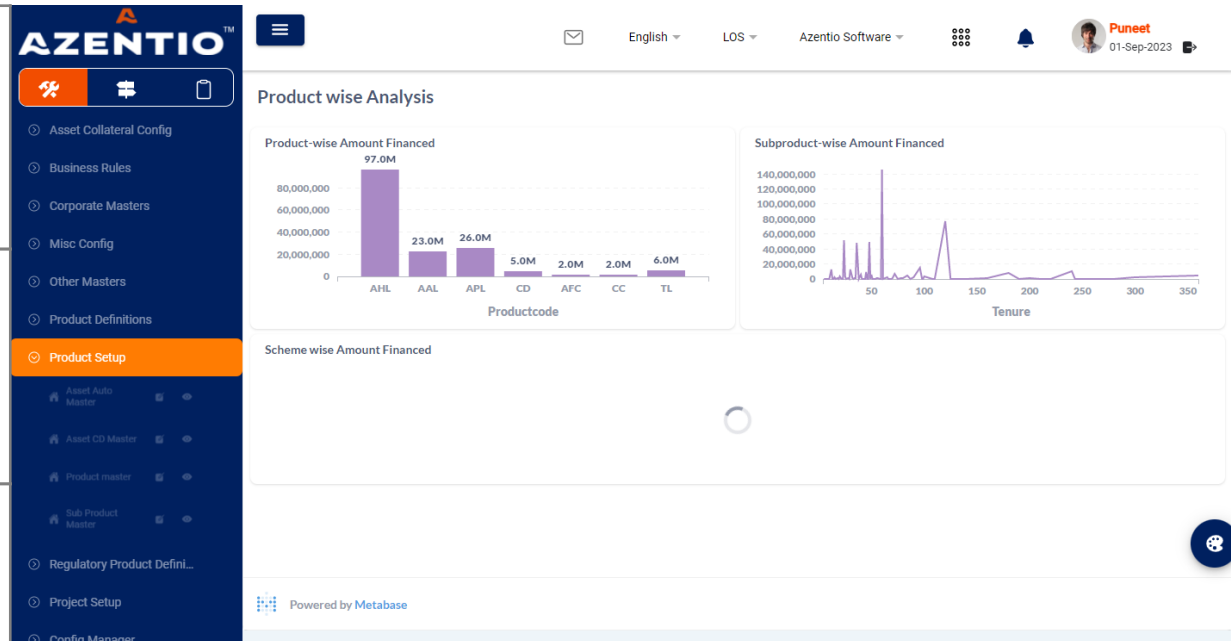 AZENTIO™
English
LOS
Azentio Software
Puneet
01-Sep-2023
Asset Collateral Config
Business Rules
Corporate Masters
Misc Config
Other Masters
Product Definitions
Product Setup
Asset Auto
Master
Asset CD Master
Product master
Sub Product
Master
Regulatory Product Defini...
Project Setup
Config Manager
Product wise Analysis
Product-wise Amount Financed
97.0M
80,000,000
60,000,000
40,000,000
20,000,000
0
23.0M
26.0M
5.0M
2.0M
2.0M
6.0M
AHL AAL APL CD AFC CC TL
Productcode
Subproduct-wise Amount Financed
140,000,000
120,000,000
100,000,000
80,000,000
60,000,000
40,000,000
20,000,000
0
50 100 150 200 250 300 350
Tenure
Scheme wise Amount Financed
Powered by Metabase